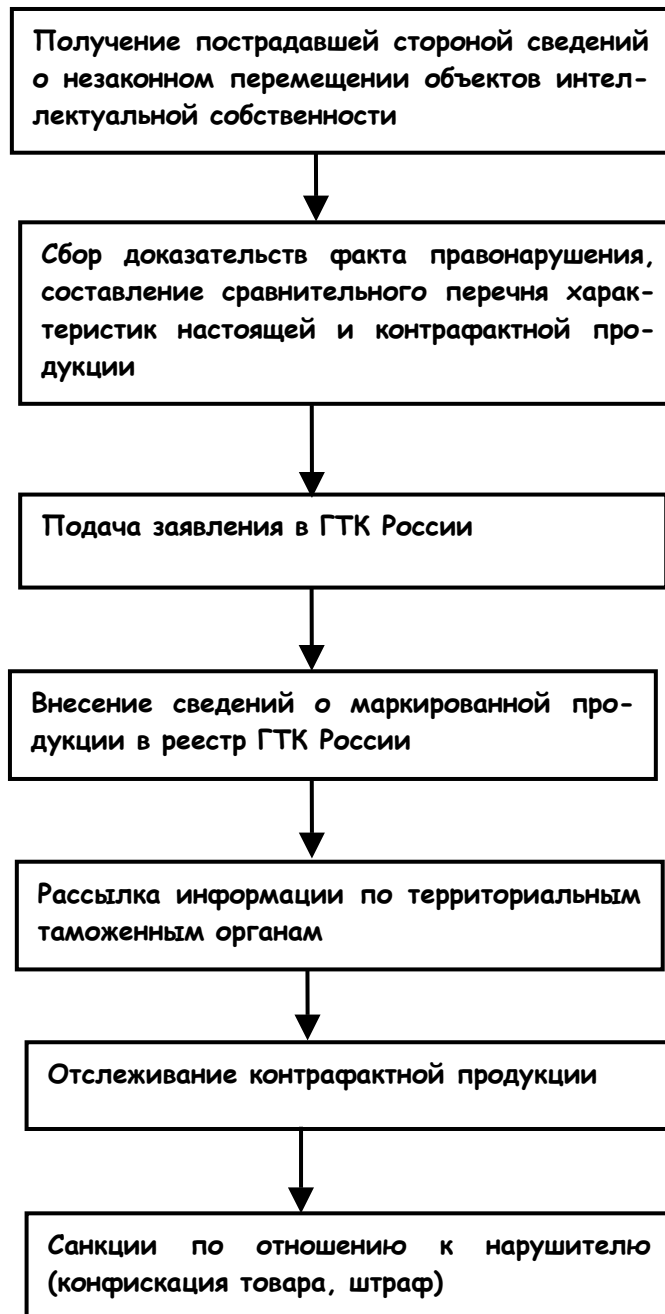 Получение пострадавшей стороной сведений
о незаконном перемещении объектов интел-
лектуальной собственности
Сбор доказательств факта правонарушения,
составление сравнительного перечня харак-
теристик настоящей и контрафактной про-
дукции
Подача заявления в ГТК России
Внесение сведений о маркированной про-
дукции в реестр ГТК России
Рассылка информации по территориальным
таможенным органам
Отслеживание контрафактной продукции
Санкции по отношению к нарушителю
(конфискация товара, штраф)